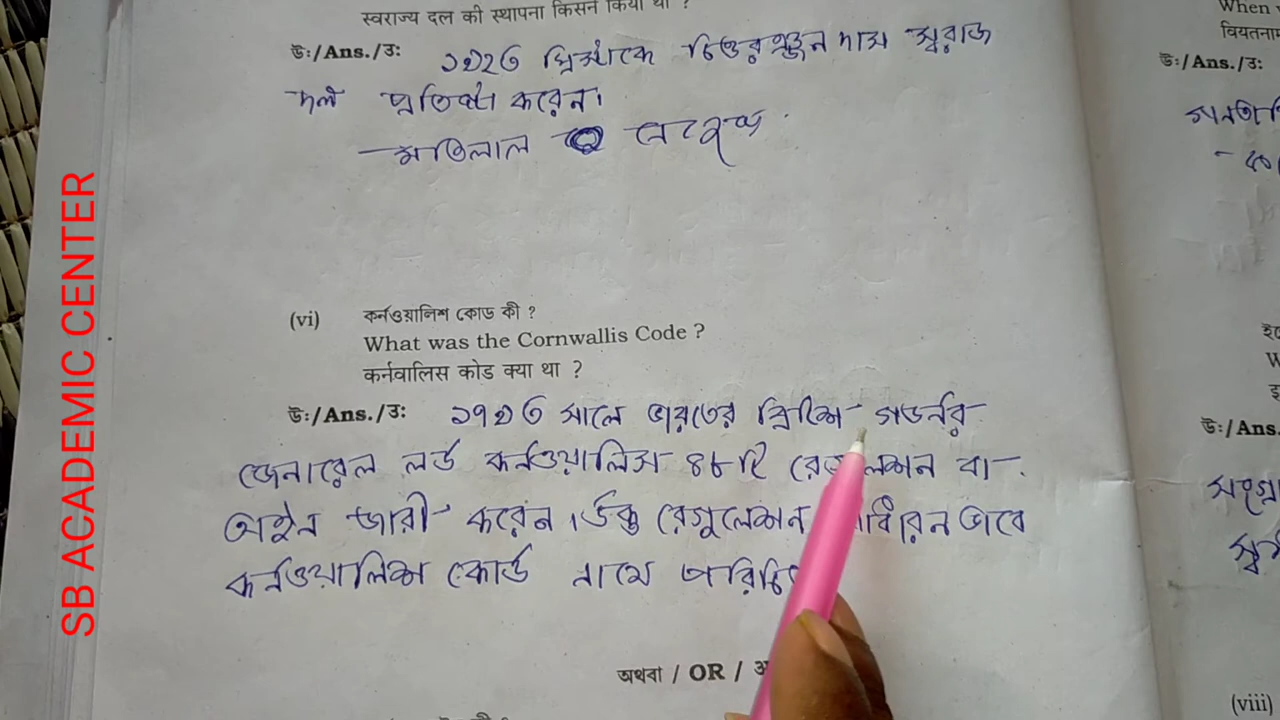 स्वराज्य दल की स्थापना किसने किया था ?
উঃ/Ans./उ: ১৯২৩ খ্রিস্টাব্দে চিত্তরঞ্জন দাস স্বরাজ
দল প্রতিষ্ঠা করেন।
- মতিলাল নেহেরু
(vi) কর্নওয়ালিশ কোড কী ?
What was the Cornwallis Code ?
कर्नवालिस कोड क्या था ?
উঃ/Ans./उ: ১৭৯৩ সালে ভারতের ব্রিটিশ গভর্নর
জেনারেল লর্ড কর্নওয়ালিস ৪৮টি রেগুলেশন বা
আইন জারী করেন। উক্ত রেগুলেশন ভাবে
কর্নওয়ালিশ কোর্ড নামে
অথবা / OR /
When
वियतनाम
উঃ/Ans./उ:
উঃ/Ans.
(viii)
SB ACADEMIC CENTER